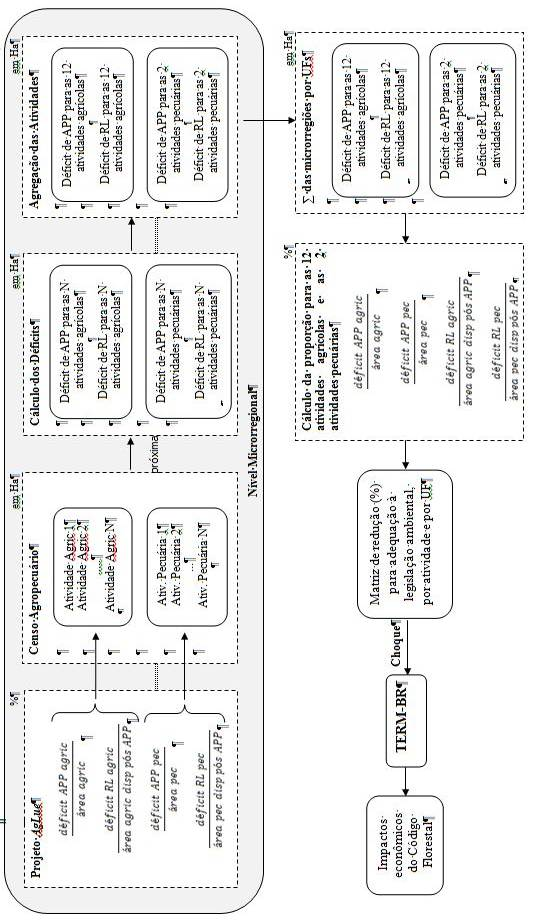 %
Projeto AgLug
déficit APP agric
área agric
déficit RL agric
área agric disp pós APP
déficit APP pec
área pec
déficit RL pec
área pec disp pós APP
em Ha
Censo Agropecuário
Atividade Agric 1
Atividade Agric 2
....
Atividade Agric N
Ativ. Pecuária 1
Ativ. Pecuária 2
...
Ativ. Pecuária N
próxima
em Ha
Cálculo dos Déficits
Déficit de APP para as N
atividades agrícolas
Déficit de RL para as N
atividades agrícolas
Déficit de APP para as N
atividades pecuárias
Déficit de RL para as N
atividades pecuárias
em Ha
Agregação das Atividades
Déficit de APP para as 12
atividades agrícolas
Déficit de RL para as 12
atividades agrícolas
Déficit de APP para as 2
atividades pecuárias
Déficit de RL para as 2
atividades pecuárias
Nível Microrregional
em Ha
∑ das microrregiões por UFs
Déficit de APP para as 12
atividades agrícolas
Déficit de RL para as 12
atividades agrícolas
Déficit de APP para as 2
atividades pecuárias
Déficit de RL para as 2
atividades pecuárias
%
Cálculo da proporção para as 12
atividades agrícolas e as 2
atividades pecuárias
déficit APP agric
área agric
déficit APP pec
área pec
déficit RL agric
área agric disp pós APP
déficit RL pec
área pec disp pós APP
Matriz de redução (%)
para adequação à
legislação ambiental,
por atividade e por UF
Choque
TERM-BR
Impactos
econômicos
do Código
Florestal